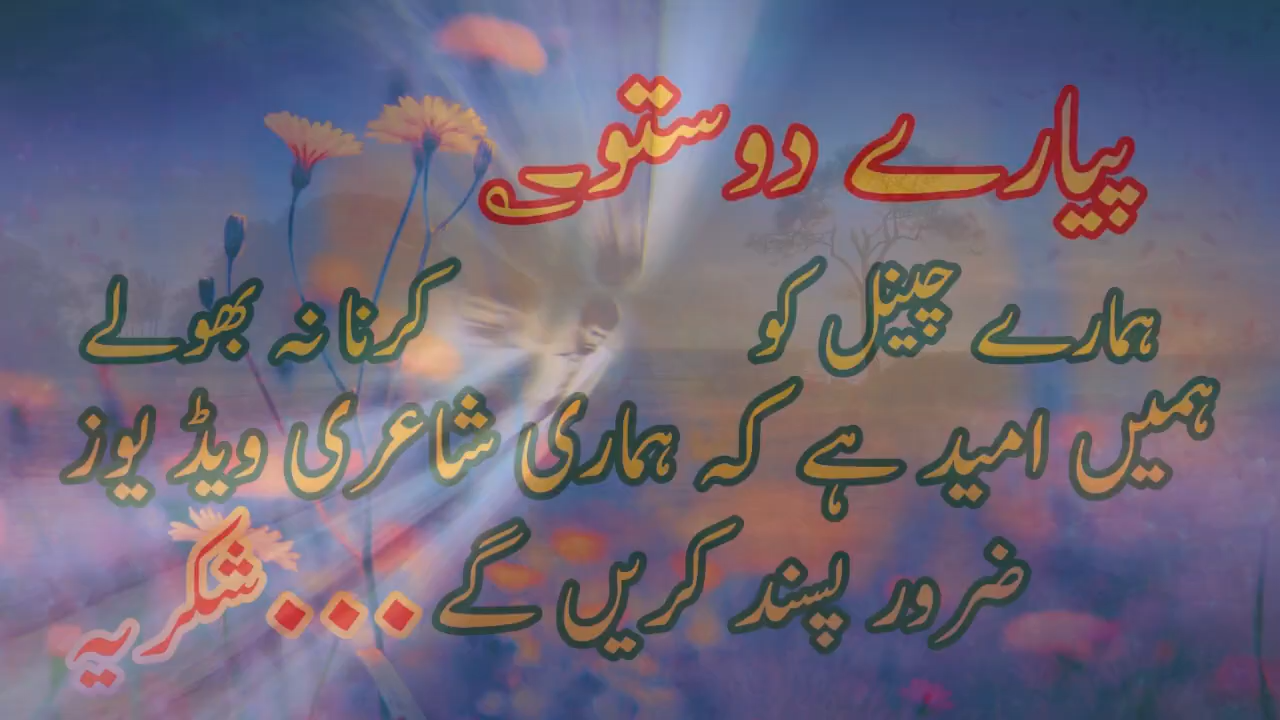 پیارے دوستوں
ہمارے چینل کو کرنا نہ بھولے
ہمیں امید ہے کہ ہماری شاعری ویڈیوز
ضرور پسند کریں گے...شکریہ